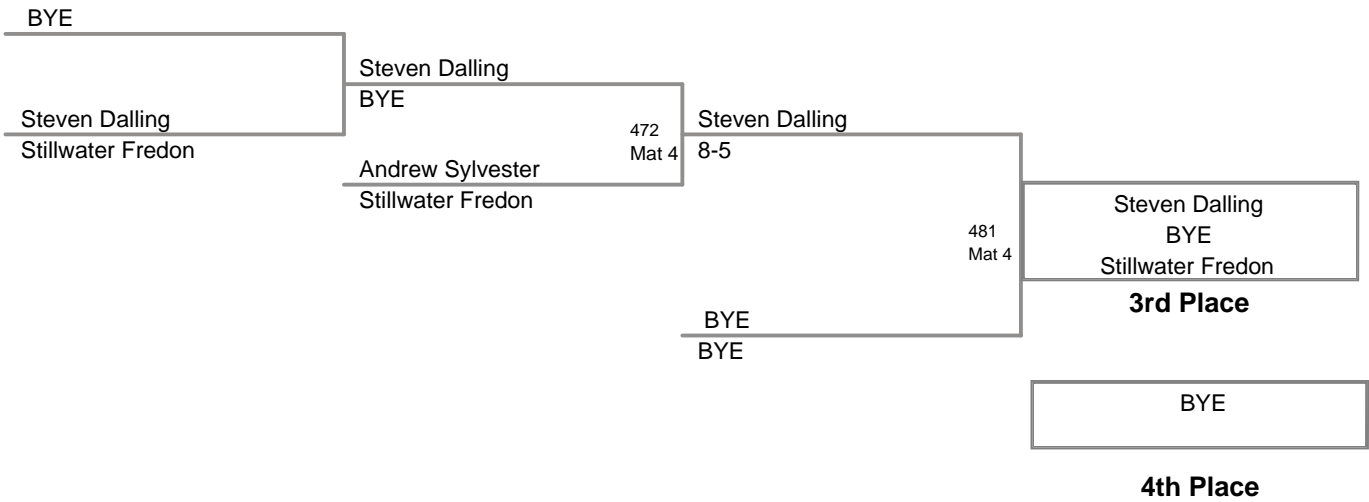 BYE
Steven Dalling
Stillwater Fredon
Steven Dalling
BYE
Andrew Sylvester
Stillwater Fredon
472
Mat 4
Steven Dalling
8-5
BYE
BYE
481
Mat 4
Steven Dalling
BYE
Stillwater Fredon
3rd Place
BYE
4th Place